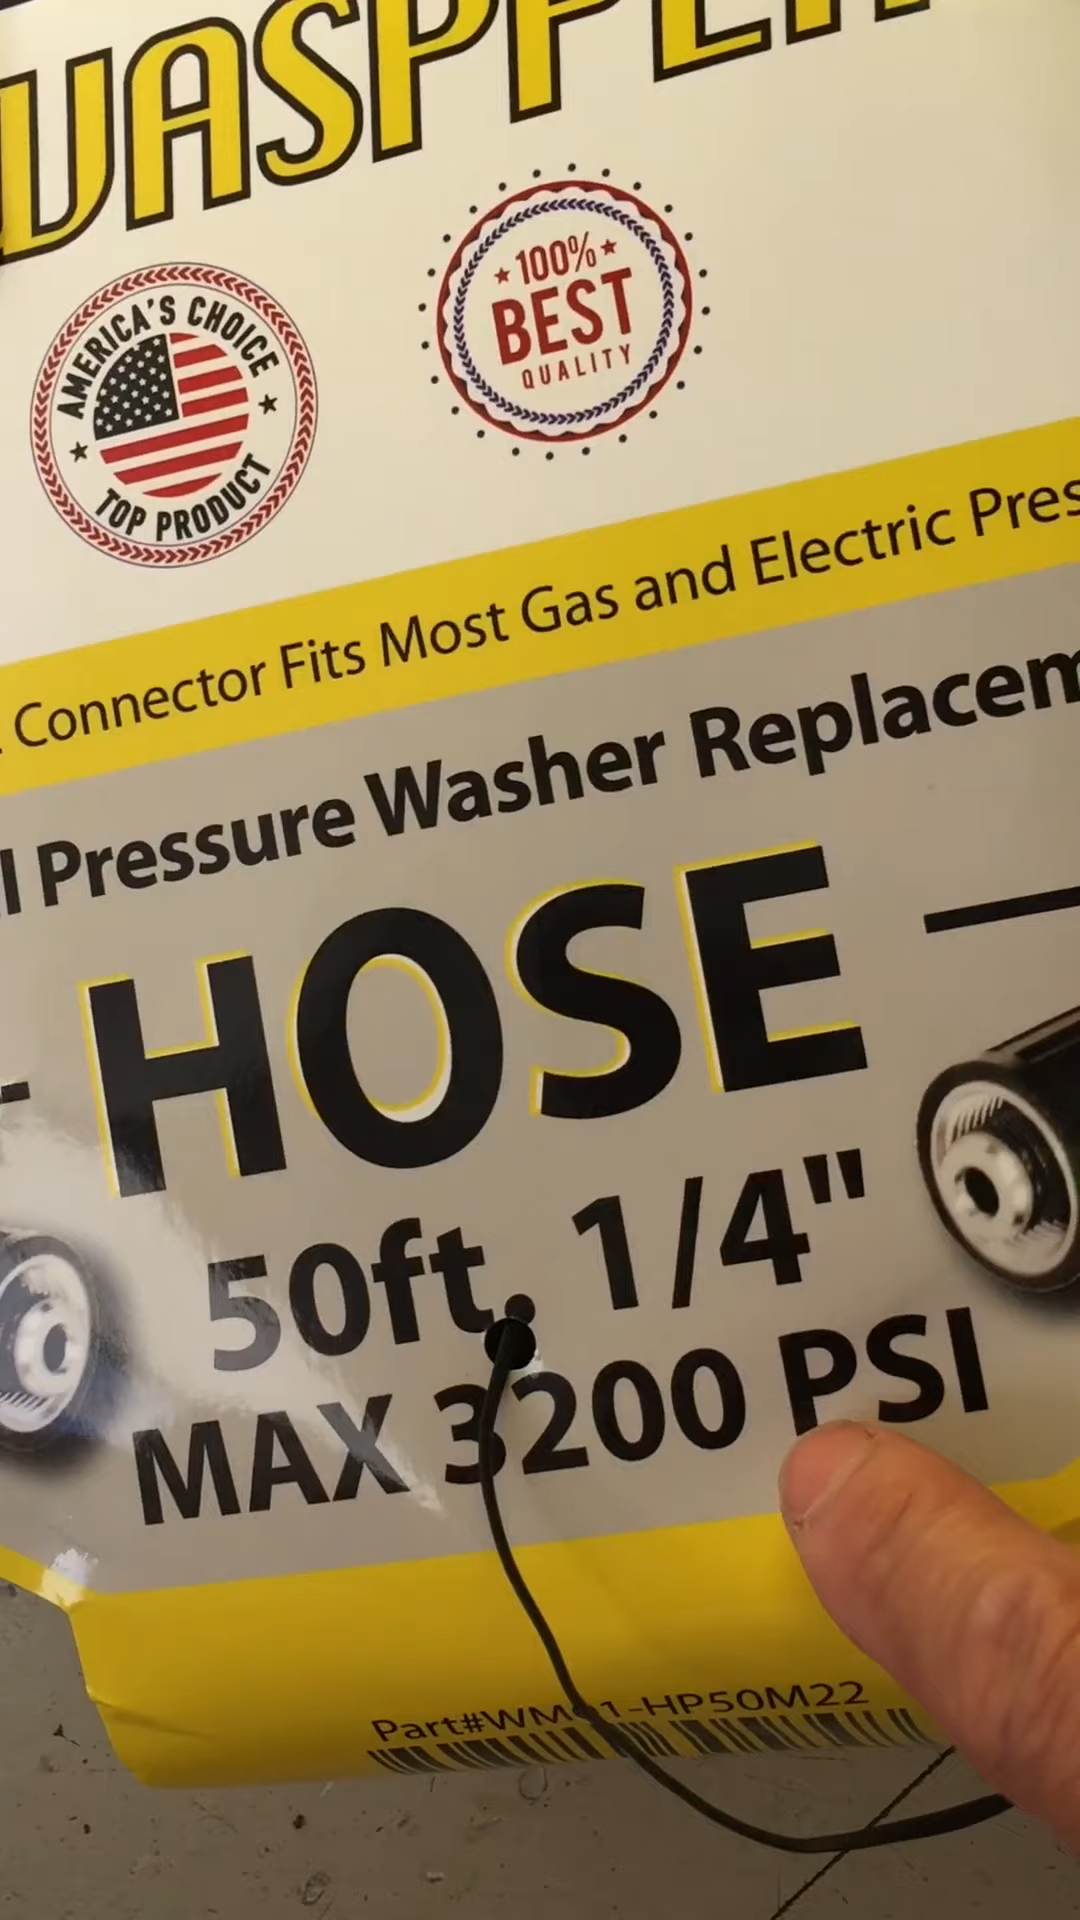 WASPPER
AMERICA'S CHOICE
TOP PRODUCT
100%
BEST
QUALITY
Connector Fits Most Gas and Electric Pres
Pressure Washer Replacem
HOSE
50ft. 1/4"
MAX 3200 PSI